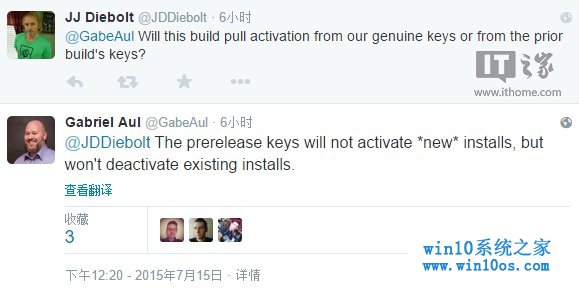 JJ Diebolt @JDDiebolt · 6小时
@GabeAul Will this build pull activation from our genuine keys or from the prior
build's keys?
IT之家
www.ithome.com
Gabriel Aul @GabeAul · 6小时
@JDDiebolt The prerelease keys will not activate *new* installs, but
won't deactivate existing installs.
查看翻译
收藏
3
下午12:20 - 2015年7月15日 · 详情
win10系统之家
www.win10os.com